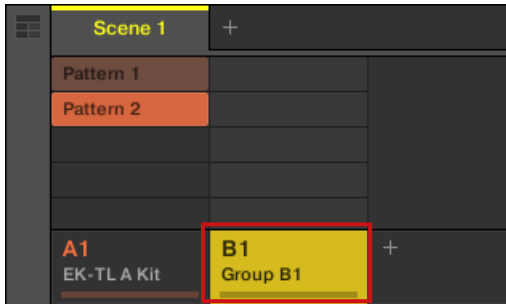 Scene 1 +
Pattern 1
Pattern 2
A1 B1 +
EK-TL A Kit Group B1